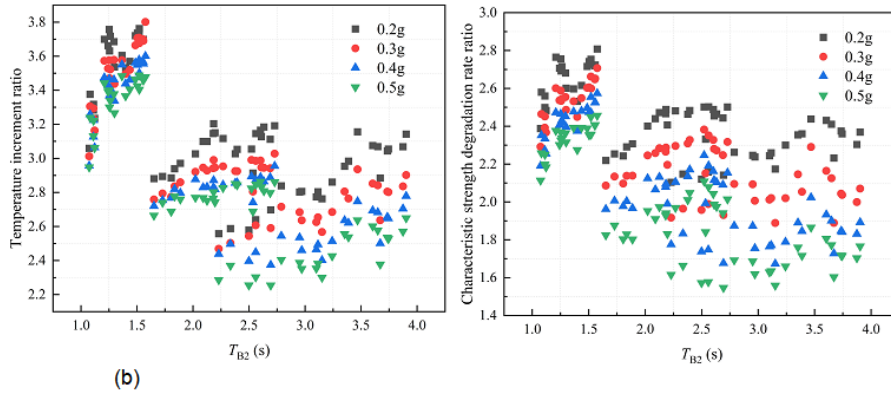 3.8
3.6
3.4
3.2
3.0
2.8
2.6
2.4
2.2
Temperature increment ratio
0.2g
0.3g
0.4g
0.5g
1.0 1.5 2.0 2.5 3.0 3.5 4.0
TB2 (s)
(b)
3.0
2.8
2.6
2.4
2.2
2.0
1.8
1.6
1.4
Characteristic strength degradation rate ratio
0.2g
0.3g
0.4g
0.5g
1.0 1.5 2.0 2.5 3.0 3.5 4.0
TB2 (s)